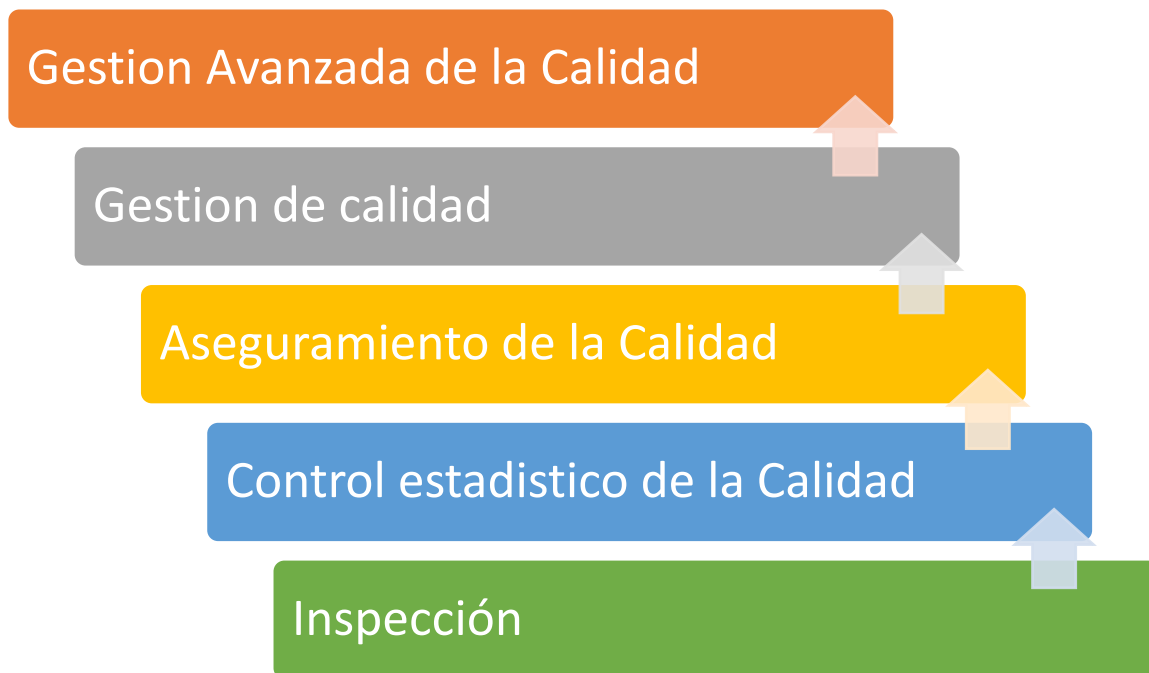 Gestion Avanzada de la Calidad
Gestion de calidad
Aseguramiento de la Calidad
Control estadistico de la Calidad
Inspección